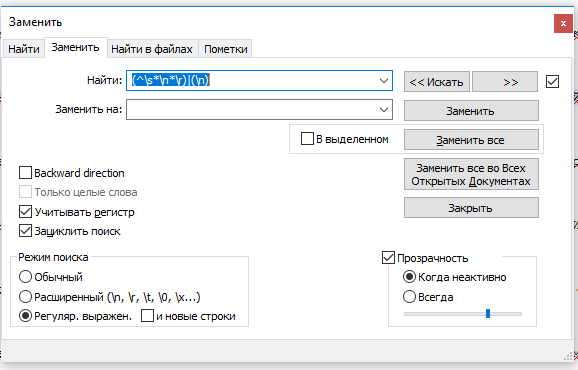 Заменить
Найти Заменить Найти в файлах Пометки
Найти: (^\s*\n*\r)|(\n) << Искать >>
Заменить на: Заменить
В выделенном Заменить все
Backward direction Заменить все во Всех Открытых Документах
Только целые слова
Учитывать регистр Закрыть
Зациклить поиск
Режим поиска Прозрачность
Обычный Когда неактивно
Расширенный (\n, \r, \t, \0, \x...) Всегда
Регуляр. выражен. и новые строки